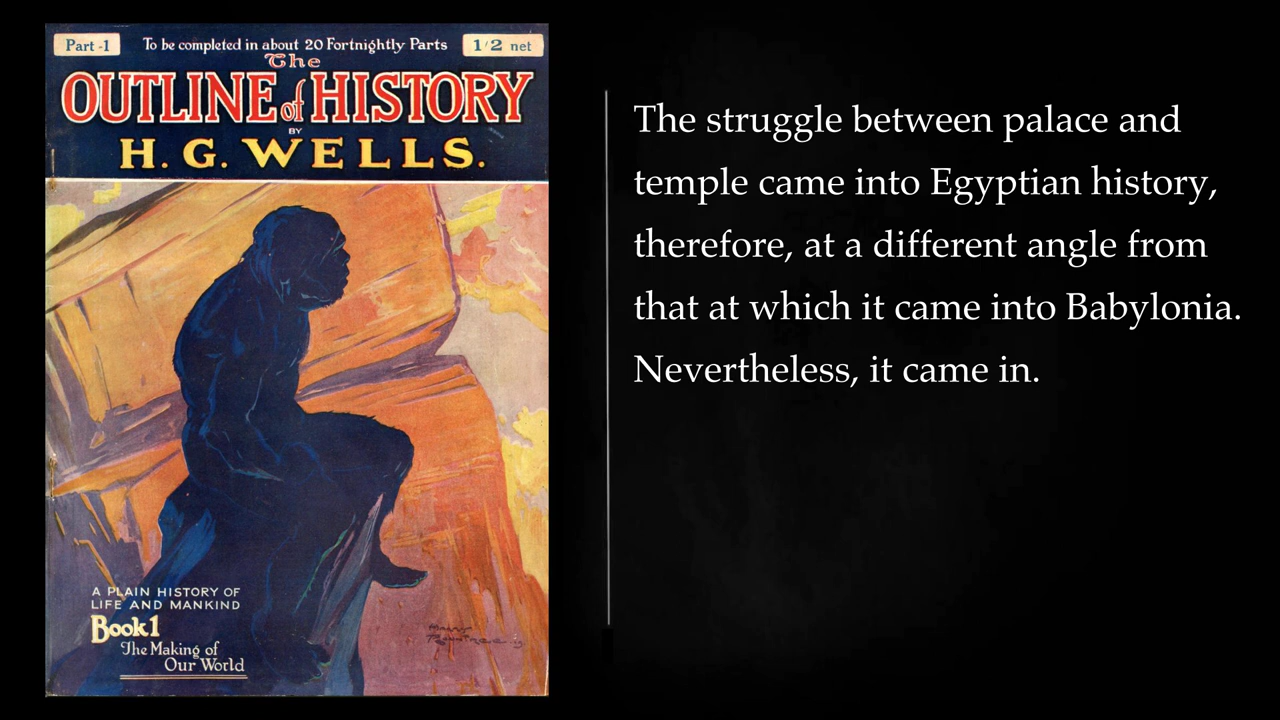 Part-1
To be completed in about 20 Fortnightly Parts
1/2 net
The
OUTLINE of HISTORY
BY
H. G. WELLS.
A PLAIN HISTORY OF
LIFE AND MANKIND
Book 1
The Making of
Our World
The struggle between palace and
temple came into Egyptian history,
therefore, at a different angle from
that at which it came into Babylonia.
Nevertheless, it came in.